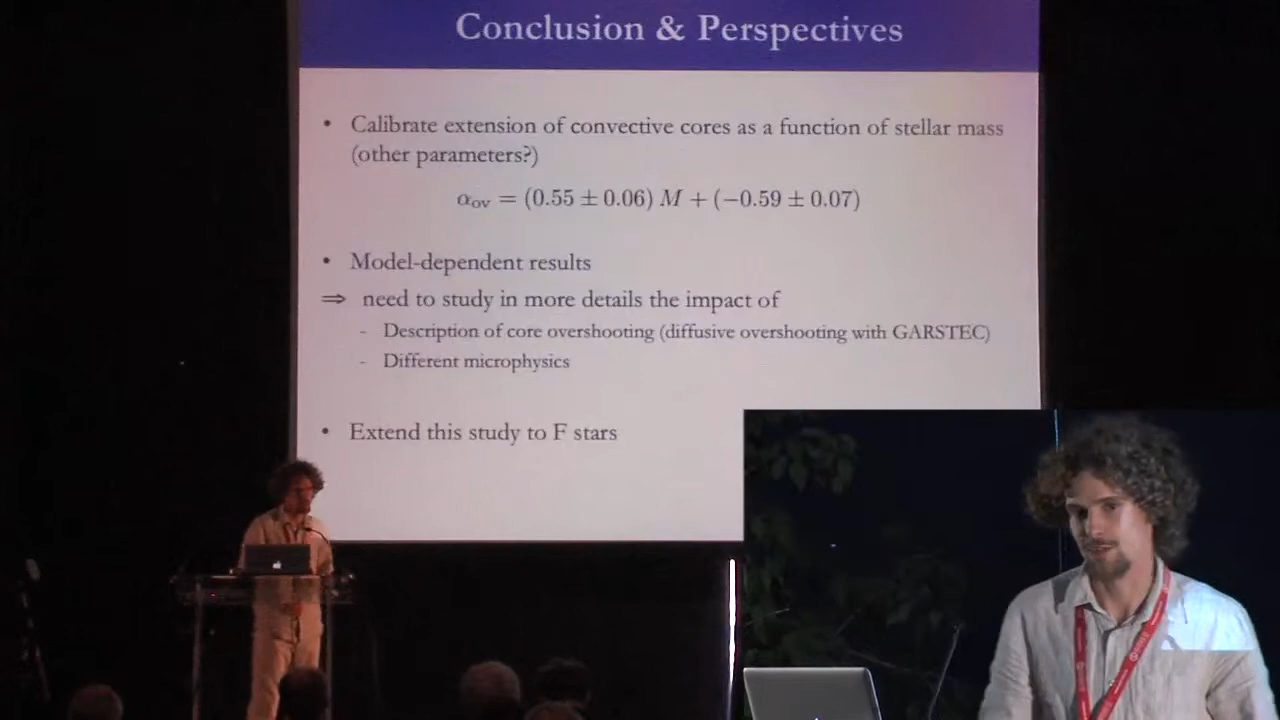 Conclusion & Perspectives
• Calibrate extension of convective cores as a function of stellar mass
(other parameters?)
α_ov = (0.55 ± 0.06) M + (−0.59 ± 0.07)
• Model-dependent results
⇒ need to study in more details the impact of
- Description of core overshooting (diffusive overshooting with GARSTEC)
- Different microphysics
• Extend this study to F stars